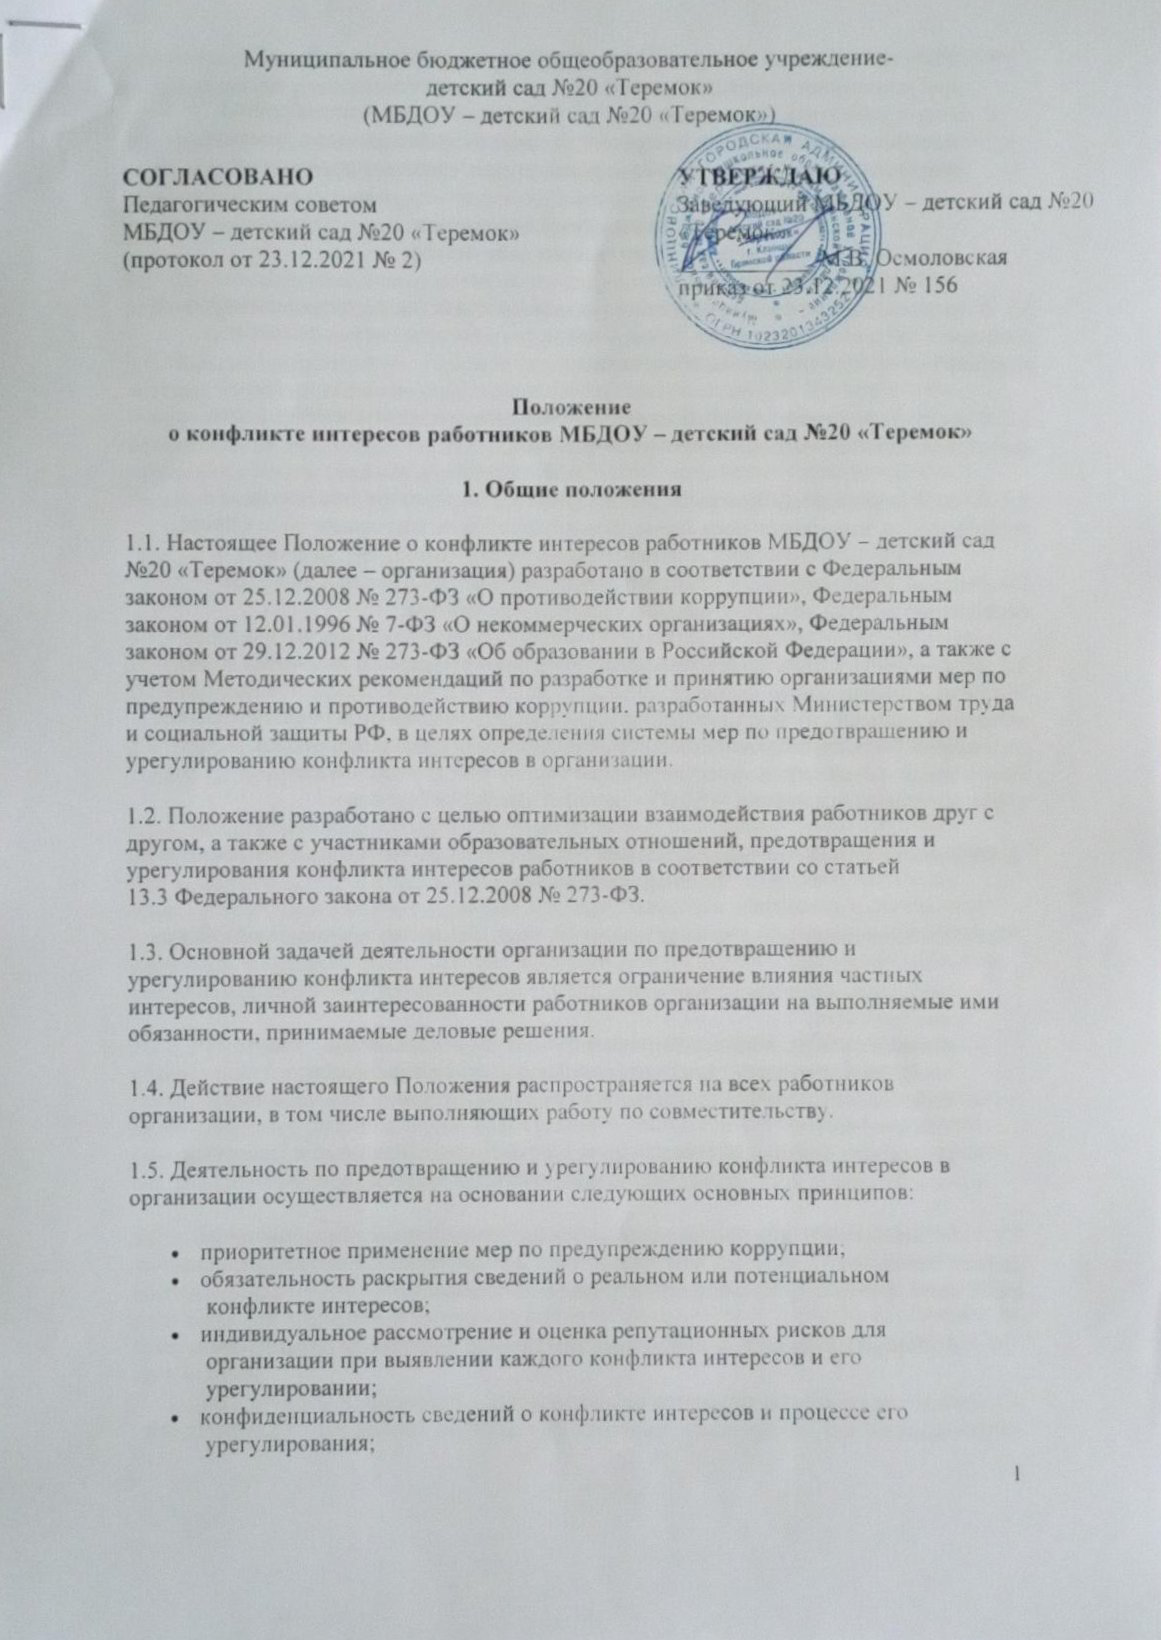 Муниципальное бюджетное общеобразовательное учреждение-
детский сад №20 «Теремок»
(МБДОУ – детский сад №20 «Теремок»)
СОГЛАСОВАНО
Педагогическим советом
МБДОУ – детский сад №20 «Теремок»
(протокол от 23.12.2021 № 2)
УТВЕРЖДАЮ
Заведующий МБДОУ – детский сад №20
«Теремок»
М.В. Осмоловская
приказ от 23.12.2021 № 156
ГОРОДСКАЯ АДМИНИСТРАЦИЯ
ОГРН 1023201343252
Положение
о конфликте интересов работников МБДОУ – детский сад №20 «Теремок»
1. Общие положения
1.1. Настоящее Положение о конфликте интересов работников МБДОУ – детский сад
№20 «Теремок» (далее – организация) разработано в соответствии с Федеральным
законом от 25.12.2008 № 273-ФЗ «О противодействии коррупции», Федеральным
законом от 12.01.1996 № 7-ФЗ «О некоммерческих организациях», Федеральным
законом от 29.12.2012 № 273-ФЗ «Об образовании в Российской Федерации», а также с
учетом Методических рекомендаций по разработке и принятию организациями мер по
предупреждению и противодействию коррупции. разработанных Министерством труда
и социальной защиты РФ, в целях определения системы мер по предотвращению и
урегулированию конфликта интересов в организации.
1.2. Положение разработано с целью оптимизации взаимодействия работников друг с
другом, а также с участниками образовательных отношений, предотвращения и
урегулирования конфликта интересов работников в соответствии со статьей
13.3 Федерального закона от 25.12.2008 № 273-ФЗ.
1.3. Основной задачей деятельности организации по предотвращению и
урегулированию конфликта интересов является ограничение влияния частных
интересов, личной заинтересованности работников организации на выполняемые ими
обязанности, принимаемые деловые решения.
1.4. Действие настоящего Положения распространяется на всех работников
организации, в том числе выполняющих работу по совместительству.
1.5. Деятельность по предотвращению и урегулированию конфликта интересов в
организации осуществляется на основании следующих основных принципов:
• приоритетное применение мер по предупреждению коррупции;
• обязательность раскрытия сведений о реальном или потенциальном
конфликте интересов;
• индивидуальное рассмотрение и оценка репутационных рисков для
организации при выявлении каждого конфликта интересов и его
урегулировании;
• конфиденциальность сведений о конфликте интересов и процессе его
урегулирования;
1